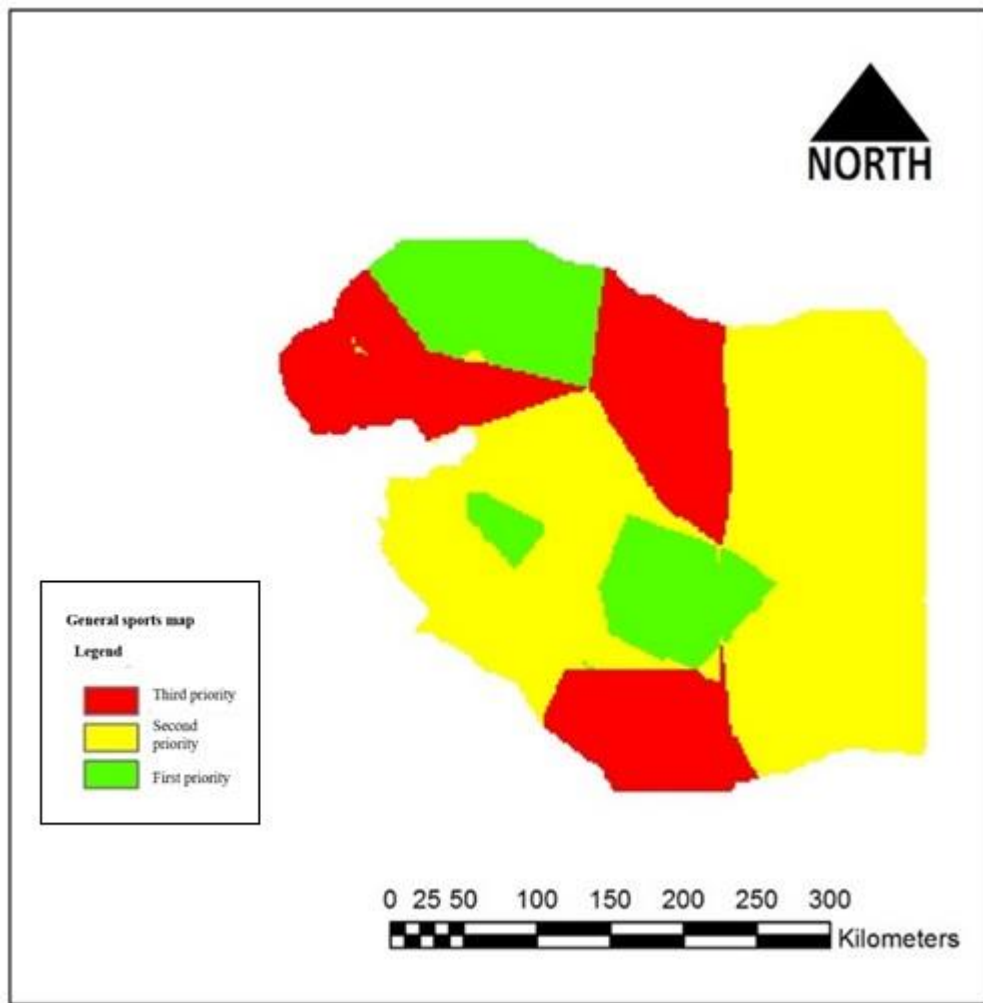 NORTH
General sports map
Legend
Third priority
Second
priority
First priority
0 25 50 100 150 200 250 300
Kilometers